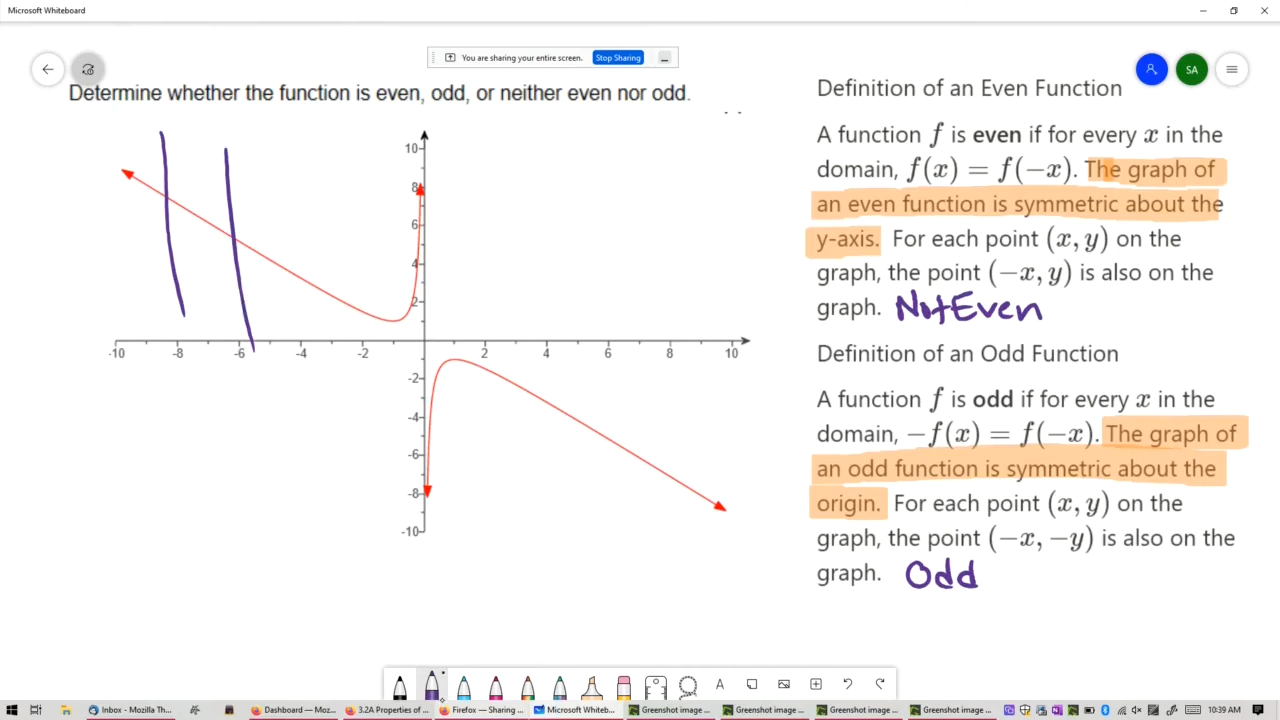 Microsoft Whiteboard
You are sharing your entire screen. Stop Sharing
SA
Determine whether the function is even, odd, or neither even nor odd.
10
8
6
4
2
-10 -8 -6 -4 -2 2 4 6 8 10
-2
-4
-6
-8
-10
Definition of an Even Function
A function f is even if for every x in the
domain, f(x) = f(−x). The graph of
an even function is symmetric about the
y-axis. For each point (x, y) on the
graph, the point (−x, y) is also on the
graph. Not Even
Definition of an Odd Function
A function f is odd if for every x in the
domain, −f(x) = f(−x). The graph of
an odd function is symmetric about the
origin. For each point (x, y) on the
graph, the point (−x, −y) is also on the
graph. Odd
A
Inbox - Mozilla Th... Dashboard — Moz... 3.2A Properties of ... Firefox — Sharing ... Microsoft Whiteb... Greenshot image ... Greenshot image ... Greenshot image ... Greenshot image ... 10:39 AM